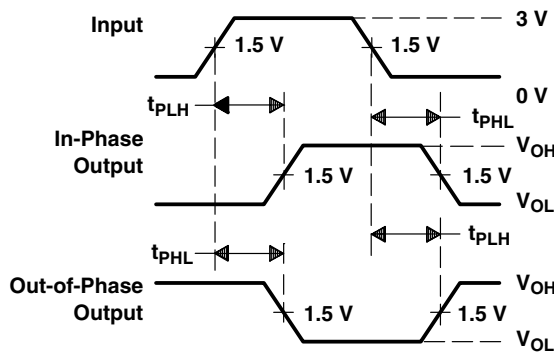 Input
3 V
1.5 V
1.5 V
0 V
tPLH
tPHL
In-Phase
Output
VOH
1.5 V
1.5 V
VOL
tPHL
tPLH
Out-of-Phase
Output
VOH
1.5 V
1.5 V
VOL